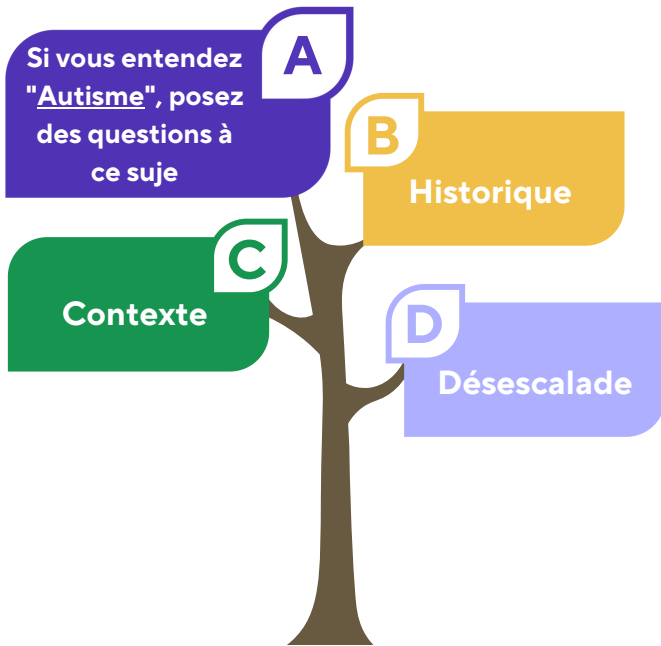 A
Si vous entendez
"Autisme", posez
des questions à
ce suje
B
Historique
C
Contexte
D
Désescalade